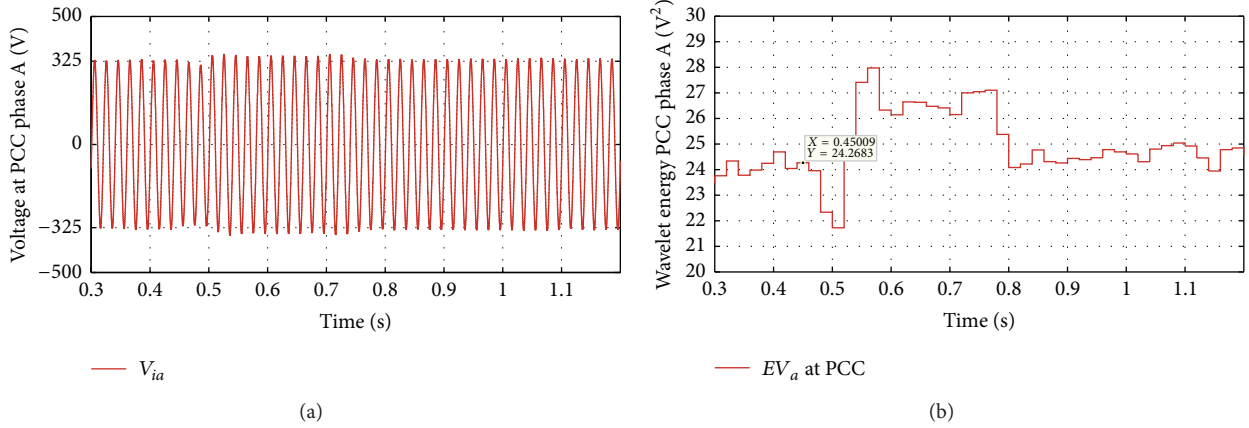 Voltage at PCC phase A (V)
500
325
0
−325
−500
0.3 0.4 0.5 0.6 0.7 0.8 0.9 1 1.1
Time (s)
V_ia
(a)
Wavelet energy PCC phase A (V²)
30
29
28
27
26
25
24
23
22
21
20
X = 0.45009
Y = 24.2683
0.3 0.4 0.5 0.6 0.7 0.8 0.9 1 1.1
Time (s)
EV_a at PCC
(b)